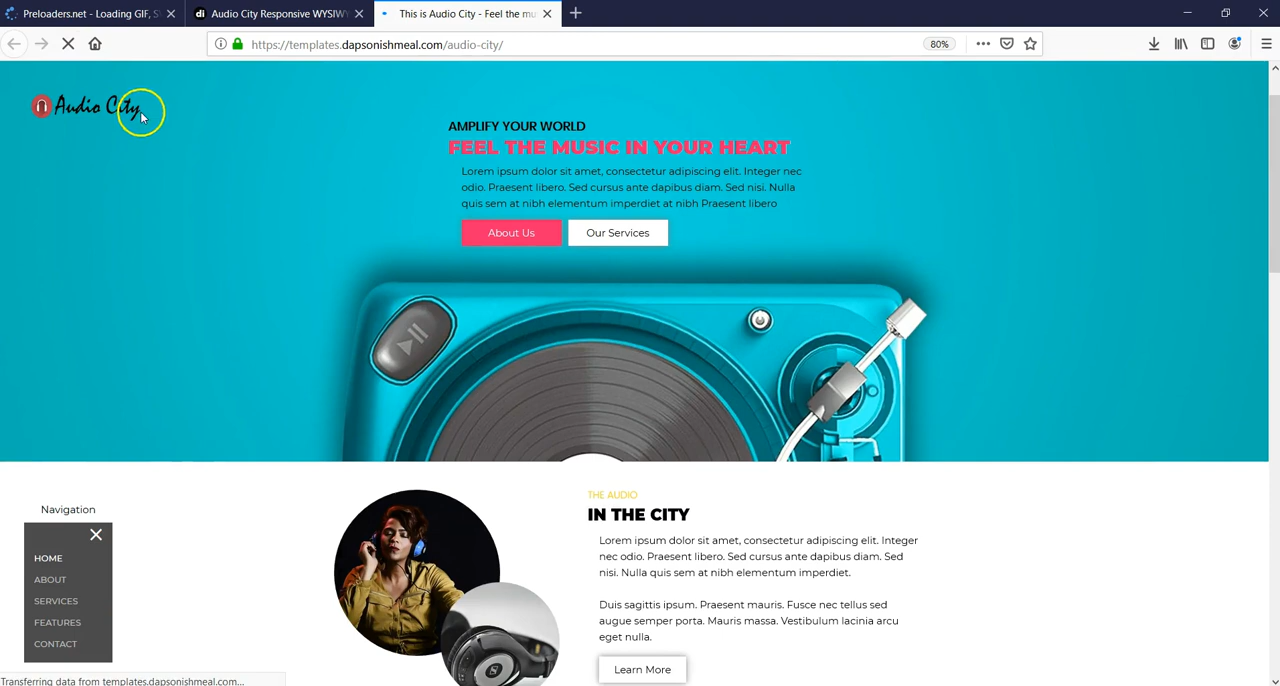 Preloaders.net - Loading GIF, S
Audio City Responsive WYSIWY
This is Audio City - Feel the mu
https://templates.dapsonishmeal.com/audio-city/
80%
Audio City
AMPLIFY YOUR WORLD
FEEL THE MUSIC IN YOUR HEART
Lorem ipsum dolor sit amet, consectetur adipiscing elit. Integer nec
odio. Praesent libero. Sed cursus ante dapibus diam. Sed nisi. Nulla
quis sem at nibh elementum imperdiet at nibh Praesent libero
About Us
Our Services
THE AUDIO
IN THE CITY
Lorem ipsum dolor sit amet, consectetur adipiscing elit. Integer
nec odio. Praesent libero. Sed cursus ante dapibus diam. Sed
nisi. Nulla quis sem at nibh elementum imperdiet.
Duis sagittis ipsum. Praesent mauris. Fusce nec tellus sed
augue semper porta. Mauris massa. Vestibulum lacinia arcu
eget nulla.
Learn More
Navigation
HOME
ABOUT
SERVICES
FEATURES
CONTACT
Transferring data from templates.dapsonishmeal.com...